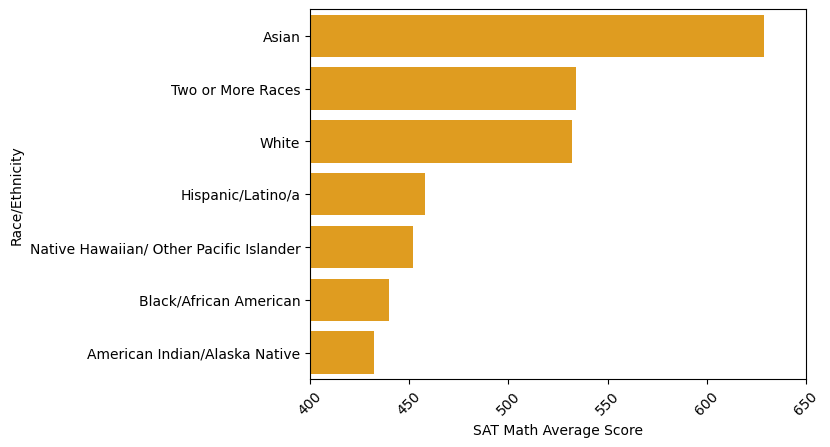 Race/Ethnicity
Asian
Two or More Races
White
Hispanic/Latino/a
Native Hawaiian/ Other Pacific Islander
Black/African American
American Indian/Alaska Native
400 450 500 550 600 650
SAT Math Average Score